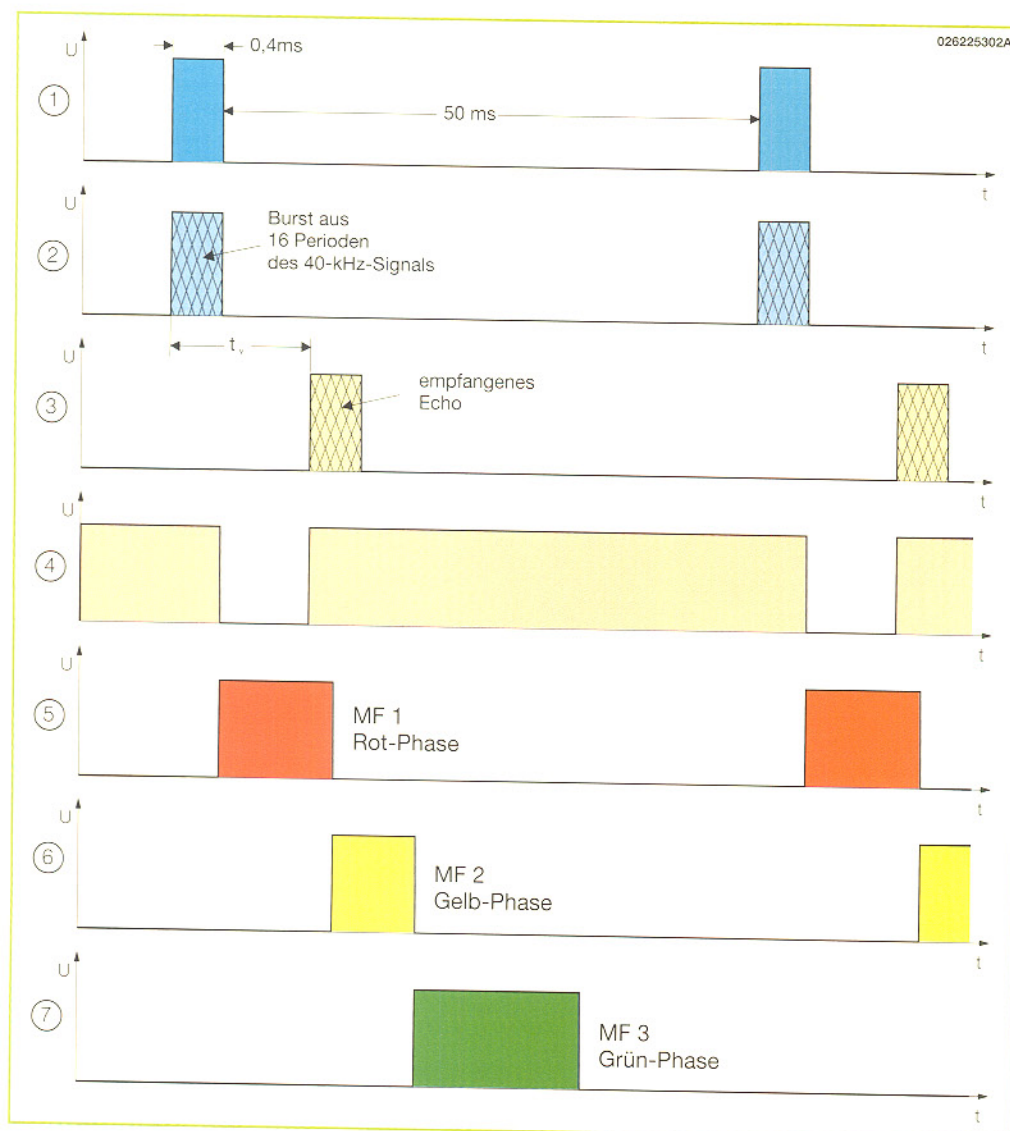 026225302A
U
0,4ms
1
50 ms
t
U
2
Burst aus
16 Perioden
des 40-kHz-Signals
t
U
tv
3
empfangenes
Echo
t
U
4
t
U
5
MF 1
Rot-Phase
t
U
6
MF 2
Gelb-Phase
t
U
7
MF 3
Grün-Phase
t